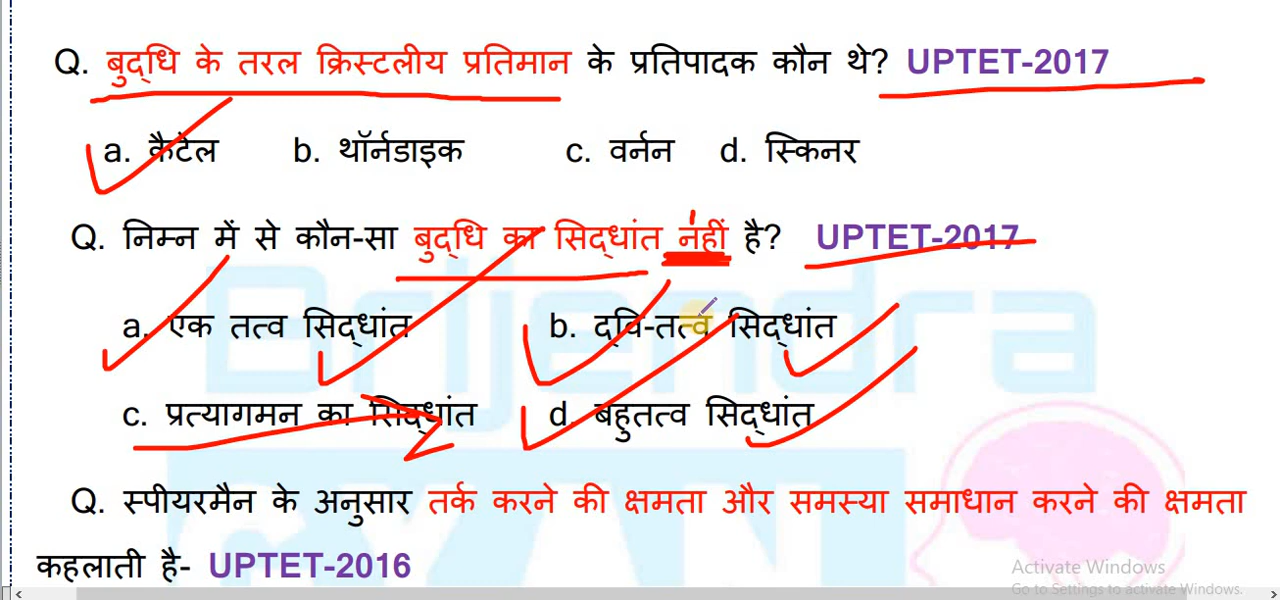 Q. बुद्धि के तरल क्रिस्टलीय प्रतिमान के प्रतिपादक कौन थे? UPTET-2017
a. कैटेल b. थॉर्नडाइक c. वर्नन d. स्किनर
Q. निम्न में से कौन-सा बुद्धि का सिद्धांत नहीं है? UPTET-2017
a. एक तत्व सिद्धांत b. द्वि-तत्व सिद्धांत
c. प्रत्यागमन का सिद्धांत d. बहुतत्व सिद्धांत
Q. स्पीयरमैन के अनुसार तर्क करने की क्षमता और समस्या समाधान करने की क्षमता
कहलाती है- UPTET-2016
Brijendra
GYAN
Activate Windows
Go to Settings to activate Windows.